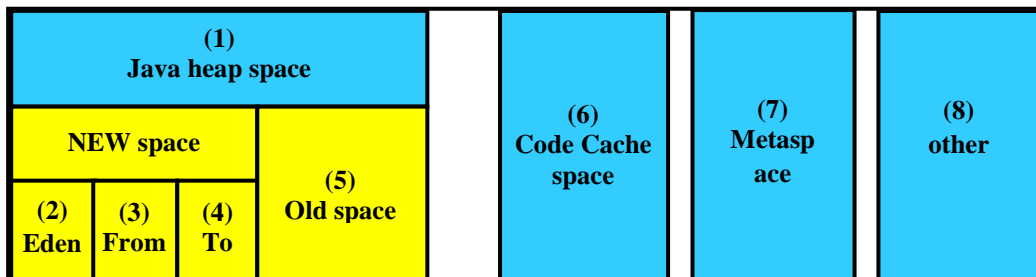 (1)
Java heap space
NEW space
(2)
Eden
(3)
From
(4)
To
(5)
Old space
(6)
Code Cache
space
(7)
Metasp
ace
(8)
other